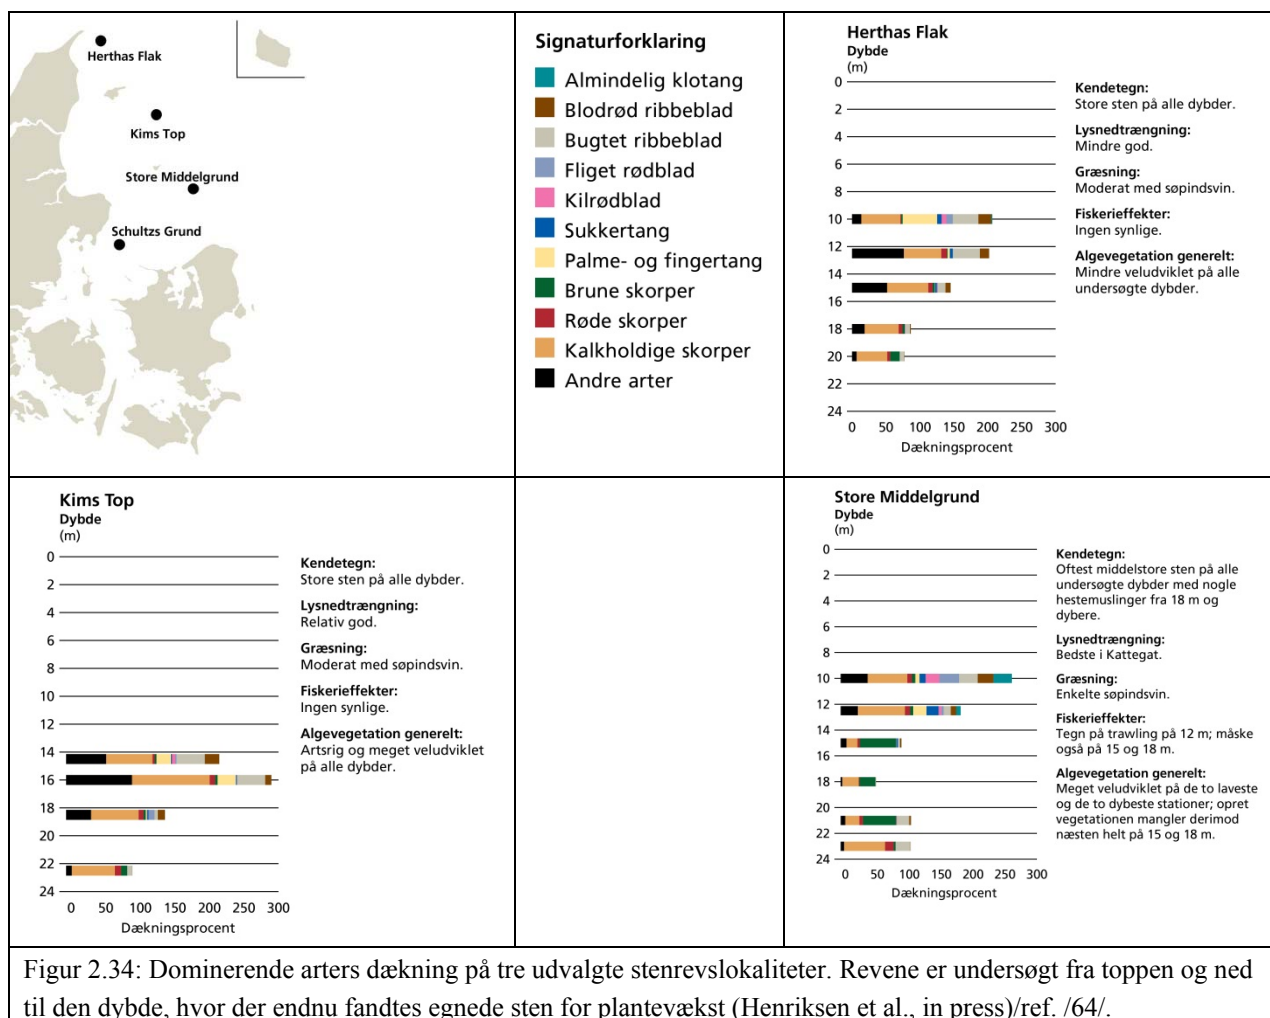 Herthas Flak
Kims Top
Store Middelgrund
Schultzs Grund
Signaturforklaring
Almindelig klotang
Blodrød ribbeblad
Bugtet ribbeblad
Fliget rødblad
Kilrødblad
Sukkertang
Palme- og fingertang
Brune skorper
Røde skorper
Kalkholdige skorper
Andre arter
Herthas Flak
Dybde
(m)
0
2
4
6
8
10
12
14
16
18
20
22
24
0 50 100 150 200 250 300
Dækningsprocent
Kendetegn:
Store sten på alle dybder.
Lysnedtrængning:
Mindre god.
Græsning:
Moderat med søpindsvin.
Fiskerieffekter:
Ingen synlige.
Algevegetation generelt:
Mindre veludviklet på alle
undersøgte dybder.
Kims Top
Dybde
(m)
0
2
4
6
8
10
12
14
16
18
20
22
24
0 50 100 150 200 250 300
Dækningsprocent
Kendetegn:
Store sten på alle dybder.
Lysnedtrængning:
Relativ god.
Græsning:
Moderat med søpindsvin.
Fiskerieffekter:
Ingen synlige.
Algevegetation generelt:
Artsrig og meget veludviklet
på alle dybder.
Store Middelgrund
Dybde
(m)
0
2
4
6
8
10
12
14
16
18
20
22
24
0 50 100 150 200 250 300
Dækningsprocent
Kendetegn:
Oftest middelstore sten på alle
undersøgte dybder med nogle
hestemuslinger fra 18 m og
dybere.
Lysnedtrængning:
Bedste i Kattegat.
Græsning:
Enkelte søpindsvin.
Fiskerieffekter:
Tegn på trawling på 12 m; måske
også på 15 og 18 m.
Algevegetation generelt:
Meget veludviklet på de to laveste
og de to dybeste stationer; opret
vegetationen mangler derimod
næsten helt på 15 og 18 m.
Figur 2.34: Dominerende arters dækning på tre udvalgte stenrevslokaliteter. Revene er undersøgt fra toppen og ned
til den dybde, hvor der endnu fandtes egnede sten for plantevækst (Henriksen et al., in press)/ref. /64/.